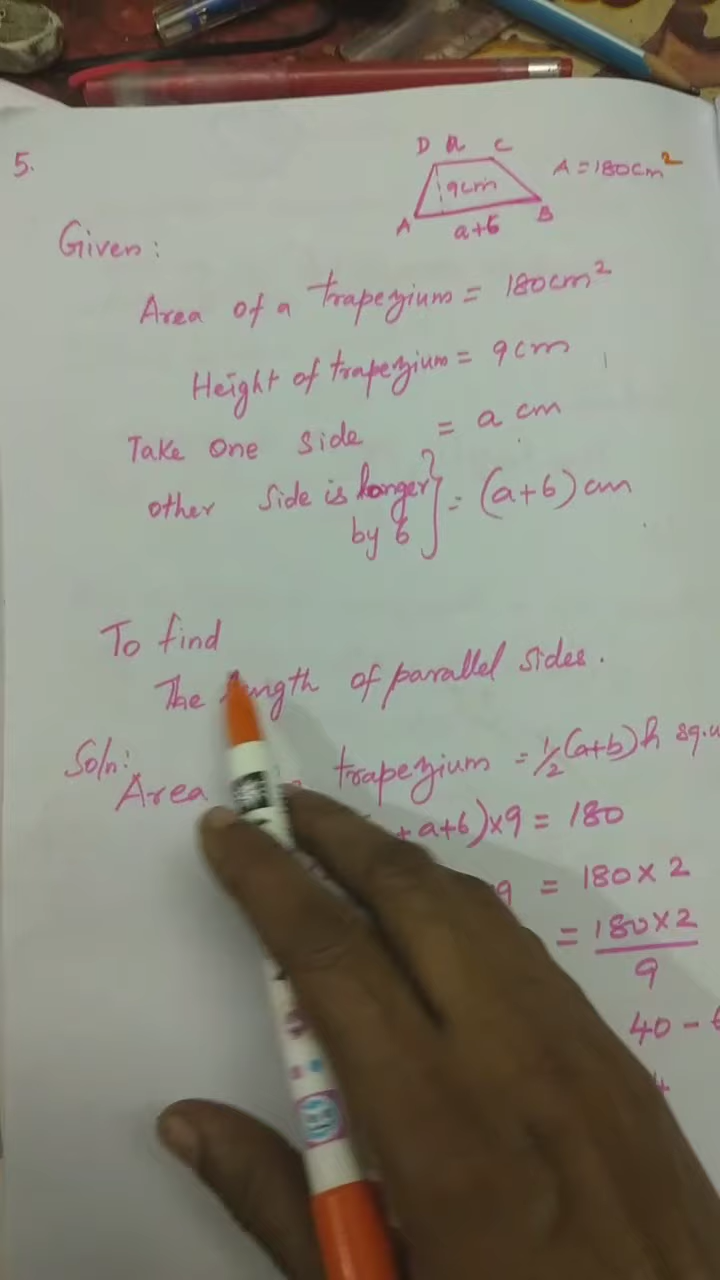 5.
D a C
A = 180cm²
9cm
A B
a+6
Given:
Area of a trapezium = 180cm²
Height of trapezium = 9cm
Take one side = a cm
other side is longer by 6 } = (a+6) cm
To find
The length of parallel sides.
Soln:
Area trapezium = 1/2 (a+b) h sq.u
+ a+6) x 9 = 180
9 = 180 x 2
= 180 x 2 / 9
40 -